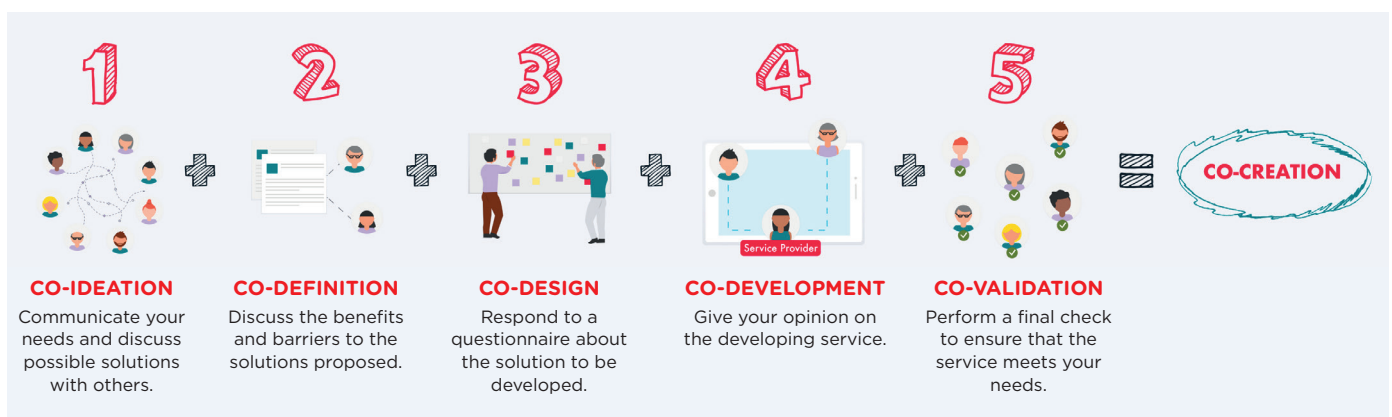 1
2
3
4
5
Service Provider
CO-CREATION
CO-IDEATION
Communicate your
needs and discuss
possible solutions
with others.
CO-DEFINITION
Discuss the benefits
and barriers to the
solutions proposed.
CO-DESIGN
Respond to a
questionnaire about
the solution to be
developed.
CO-DEVELOPMENT
Give your opinion on
the developing service.
CO-VALIDATION
Perform a final check
to ensure that the
service meets your
needs.